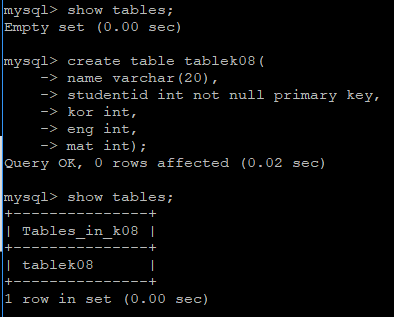 mysql> show tables;
Empty set (0.00 sec)
mysql> create table tablek08(
    -> name varchar(20),
    -> studentid int not null primary key,
    -> kor int,
    -> eng int,
    -> mat int);
Query OK, 0 rows affected (0.02 sec)
mysql> show tables;
+---------------+
| Tables_in_k08 |
+---------------+
| tablek08      |
+---------------+
1 row in set (0.00 sec)